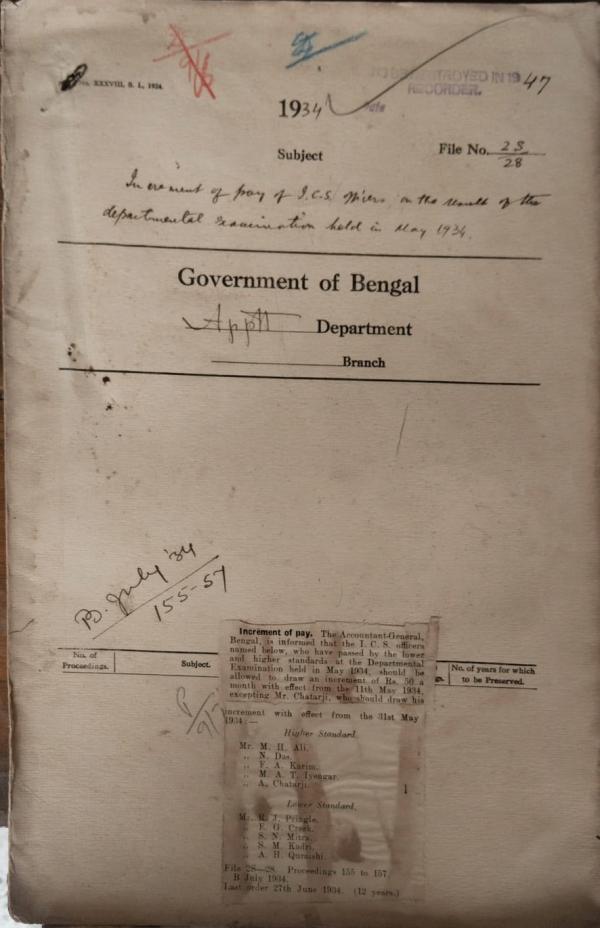 No. XXXVIII, S. I., 1924.
TO BE DESTROYED IN 1947
RECORDER.
1934
Subject
File No. 2S/28
Increment of pay of I.C.S. officers on the result of the
departmental Examination held in May 1934.
Government of Bengal
Apptt Department
Branch
B. July '34
155-57
No. of
Proceedings.
Subject.
No. of years for which
to be Preserved.
Increment of pay. The Accountant-General,
Bengal, is informed that the I. C. S. officers
named below, who have passed by the lower
and higher standards at the Departmental
Examination held in May 1934, should be
allowed to draw an increment of Rs. 50 a
month with effect from the 11th May 1934,
excepting Mr. Chatarji, who should draw his
increment with effect from the 31st May
1934:—
Higher Standard.
Mr. M. H. Ali.
„ N. Das.
„ F. A. Karim.
„ M. A. T. Iyengar.
„ A. Chatarji.
Lower Standard.
Mr. R. J. Pringle.
„ F. G. Creek.
„ S. N. Mitra.
„ S. M. Kadri.
„ A. H. Quraishi.
File 2S—28. Proceedings 155 to 157,
B July 1934.
Last order 27th June 1934. (12 years.)